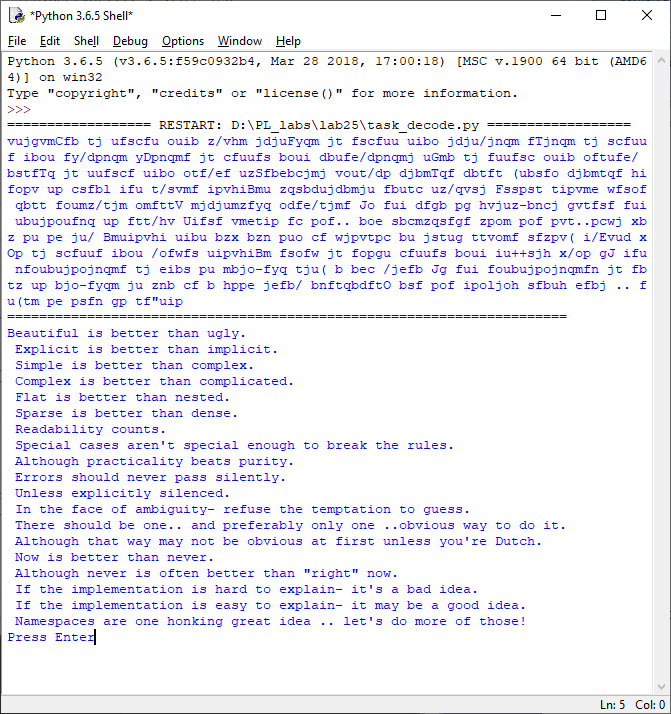 *Python 3.6.5 Shell*
File Edit Shell Debug Options Window Help
Python 3.6.5 (v3.6.5:f59c0932b4, Mar 28 2018, 17:00:18) [MSC v.1900 64 bit (AMD6
4)] on win32
Type "copyright", "credits" or "license()" for more information.
>>>
================== RESTART: D:\PL_labs\lab25\task_decode.py ==================
vujgvmCfb tj ufscfu ouib z/vhm jdjuFyqm jt fscfuu uibo jdju/jnqm fTjnqm tj scfuu
f ibou fy/dpnqm yDpnqmf jt cfuufs boui dbufe/dpnqmj uGmb tj fuufsc ouib oftufe/
bstfTq jt uufscf uibo otf/ef uzSfbebcjmj vout/dp djbmTqf dbtft (ubsfo djbmtqf hi
fopv up csfbl ifu t/svmf ipvhiBmu zqsbdujdbmju fbutc uz/qvsj Fsspst tipvme wfsof
 qbtt foumz/tjm omfttV mjdjumzfyq odfe/tjmf Jo fui dfgb pg hvjuz-bncj gvtfsf fui
 ubujpoufnq up ftt/hv Uifsf vmetip fc pof.. boe sbcmzqsfgf zpom pof pvt..pcwj xb
z pu pe ju/ Bmuipvhi uibu bzx bzn puo cf wjpvtpc bu jstug ttvomf sfzpv( i/Evud x
Op tj scfuuf ibou /ofwfs uipvhiBm fsofw jt fopgu cfuufs boui iu++sjh x/op gJ ifu
 nfoubujpojnqmf tj eibs pu mbjo-fyq tju( b bec /jefb Jg fui foubujpojnqmfn jt fb
tz up bjo-fyqm ju znb cf b hppe jefb/ bnftqbdftO bsf pof ipoljoh sfbuh efbj .. f
u(tm pe psfn gp tf"uip
======================================================================
Beautiful is better than ugly.
Explicit is better than implicit.
Simple is better than complex.
Complex is better than complicated.
Flat is better than nested.
Sparse is better than dense.
Readability counts.
Special cases aren't special enough to break the rules.
Although practicality beats purity.
Errors should never pass silently.
Unless explicitly silenced.
In the face of ambiguity- refuse the temptation to guess.
There should be one.. and preferably only one ..obvious way to do it.
Although that way may not be obvious at first unless you're Dutch.
Now is better than never.
Although never is often better than "right" now.
If the implementation is hard to explain- it's a bad idea.
If the implementation is easy to explain- it may be a good idea.
Namespaces are one honking great idea .. let's do more of those!
Press Enter
Ln: 5 Col: 0